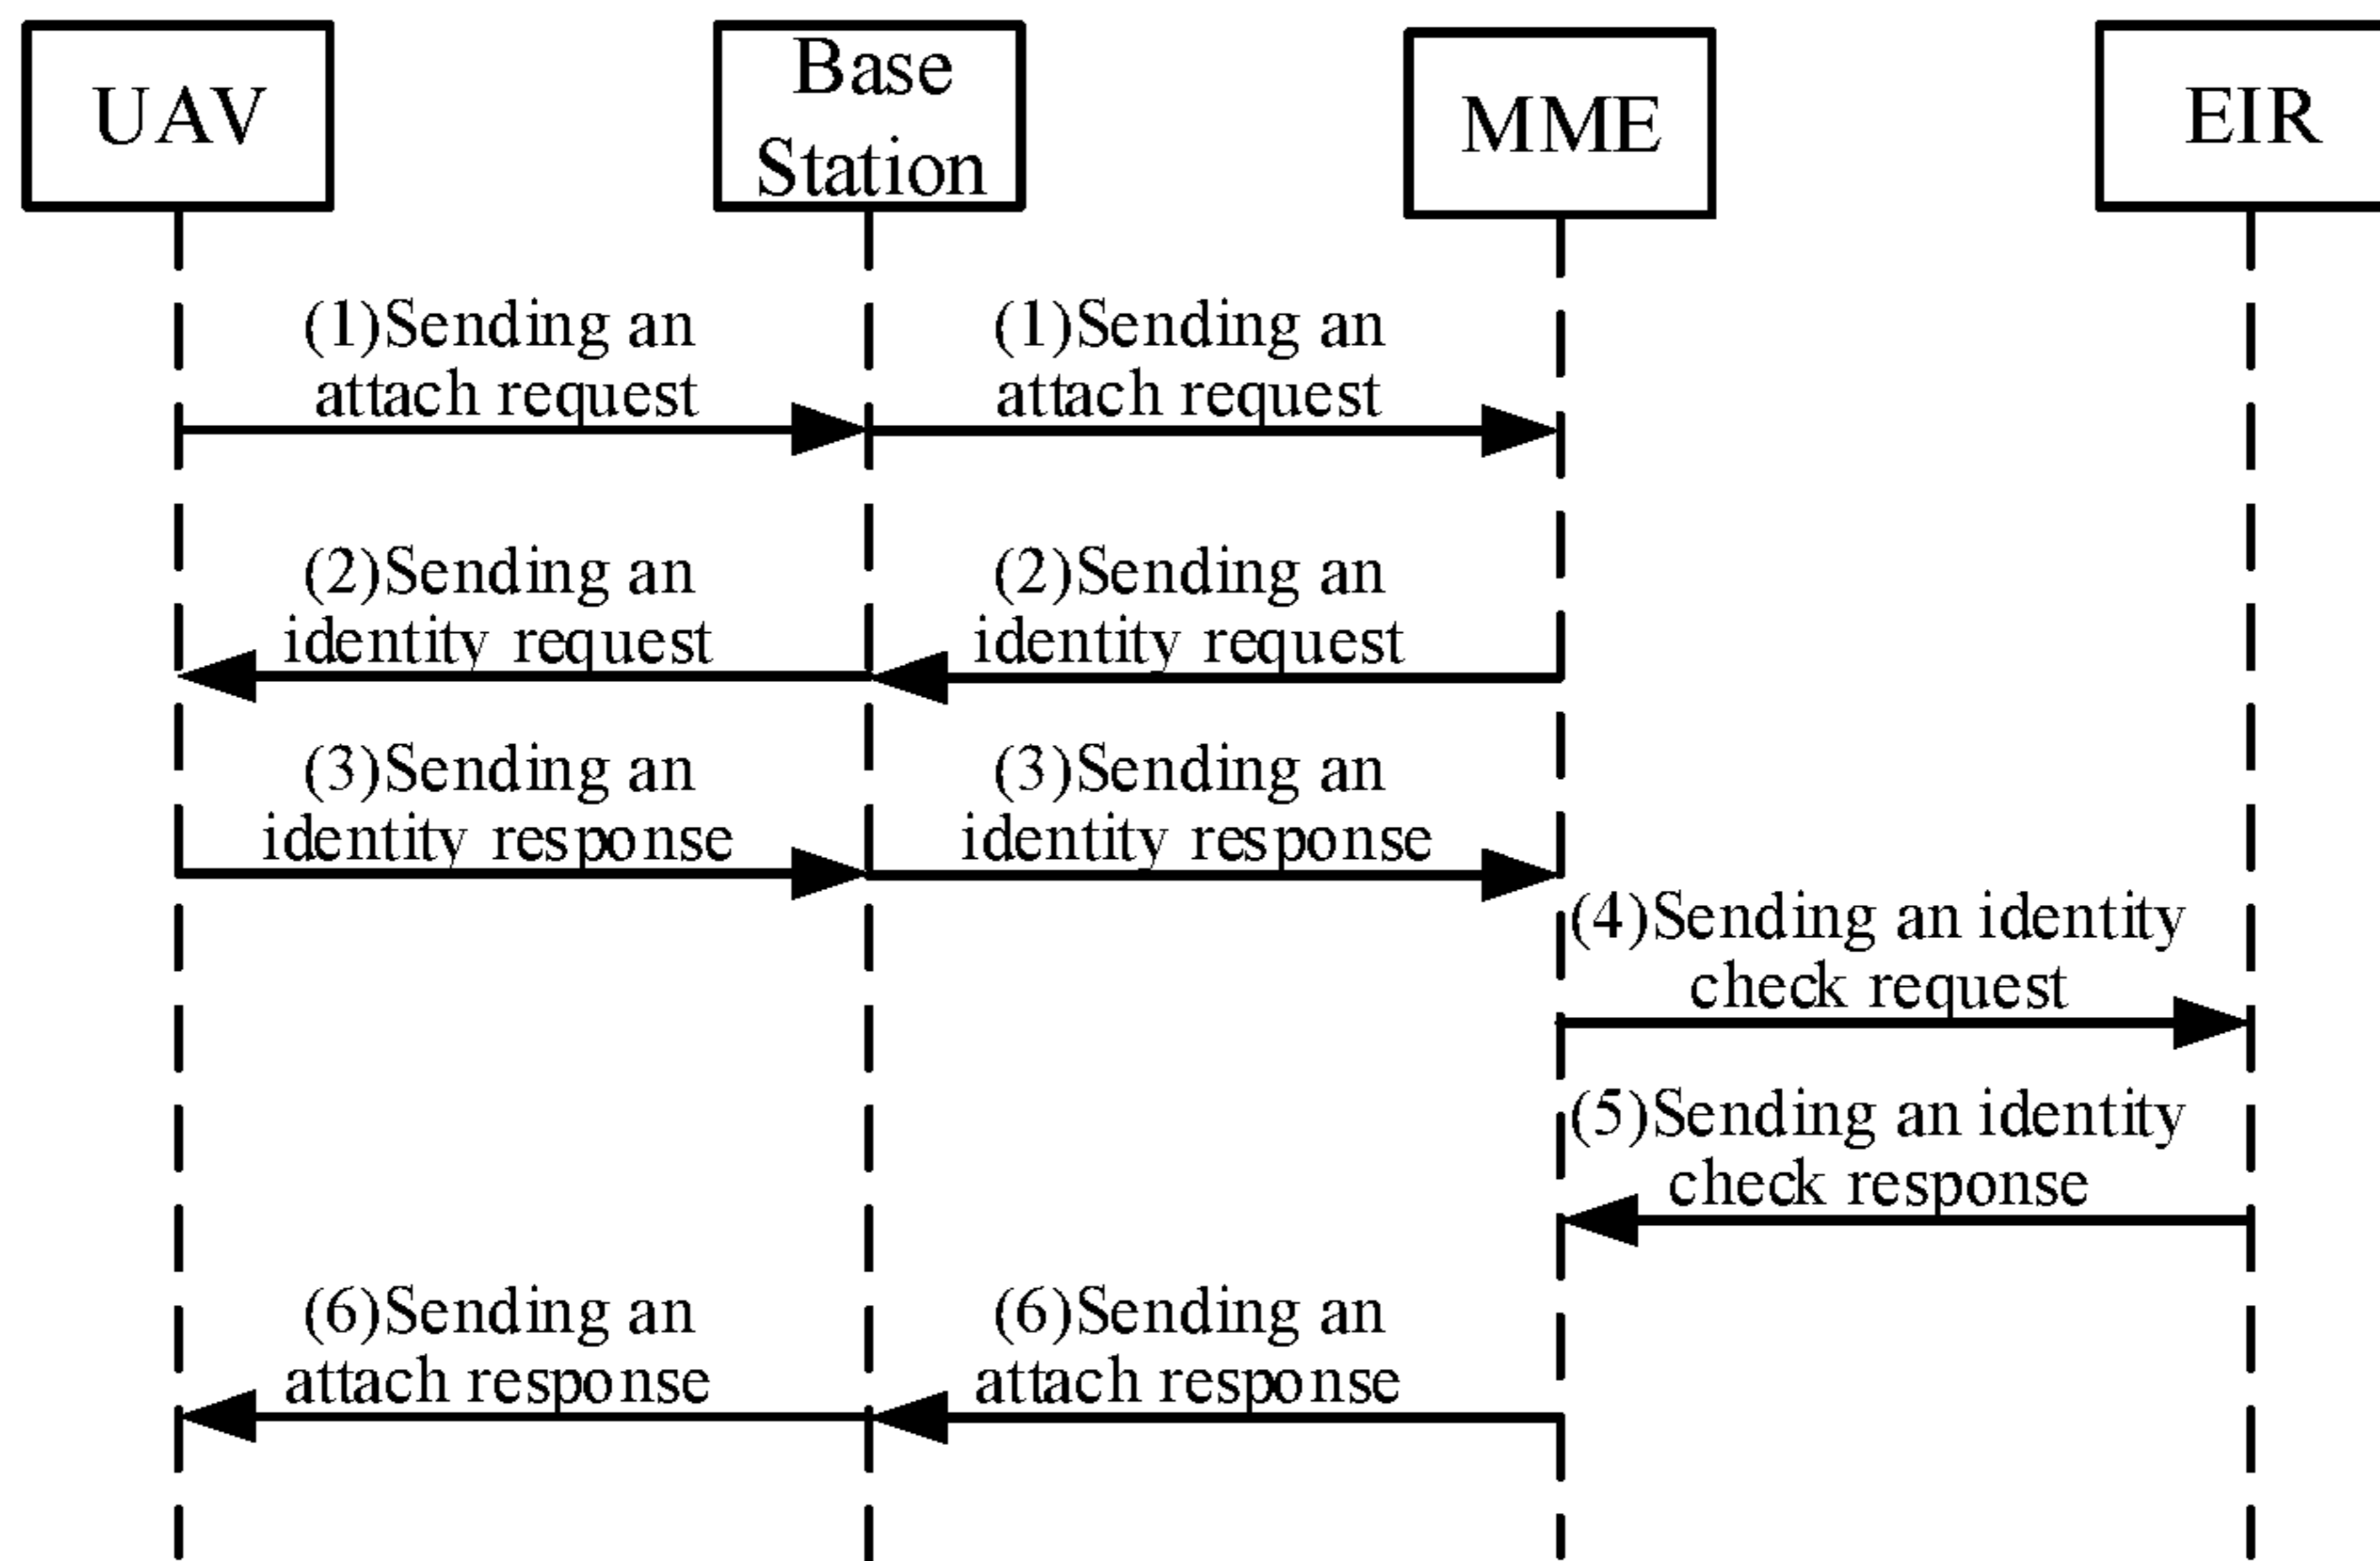 UAV
Base
Station
MME
EIR
(1)Sending an
attach request
(1)Sending an
attach request
(2)Sending an
identity request
(2)Sending an
identity request
(3)Sending an
identity response
(3)Sending an
identity response
(4)Sending an identity
check request
(5)Sending an identity
check response
(6)Sending an
attach response
(6)Sending an
attach response